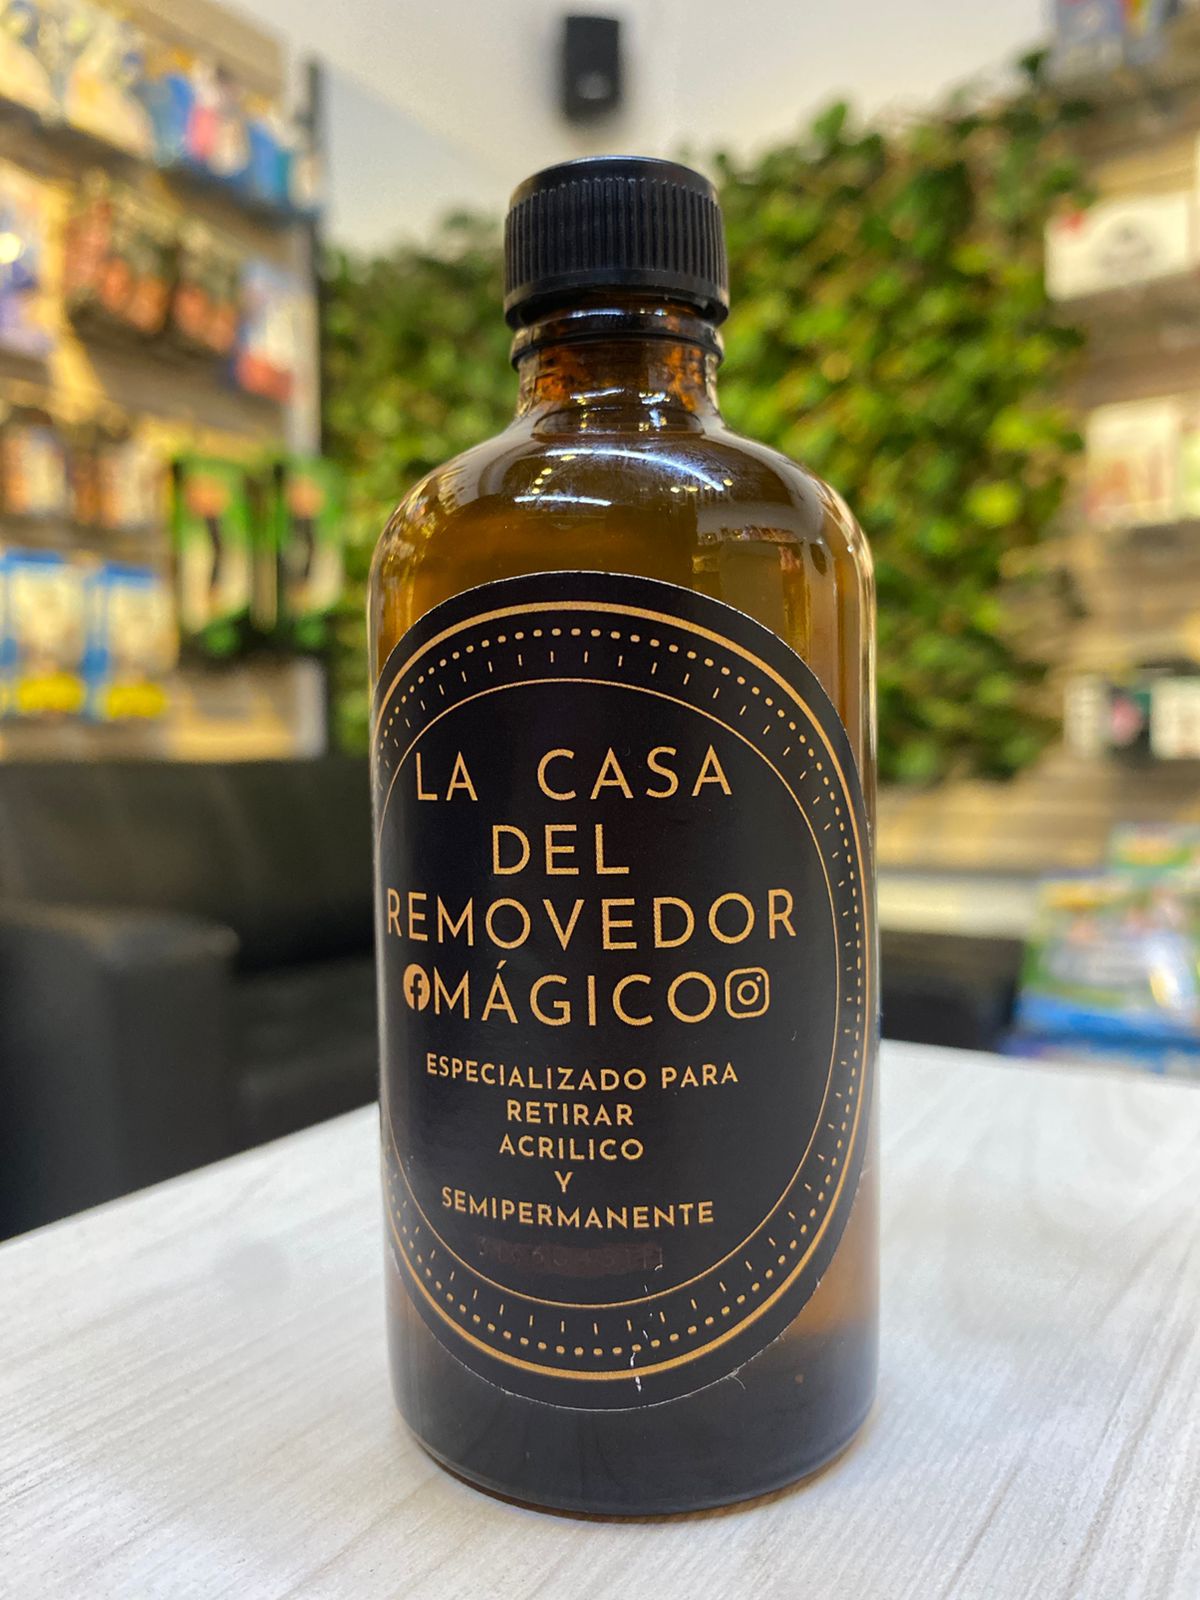 LA CASA
DEL
REMOVEDOR
MÁGICO
ESPECIALIZADO PARA
RETIRAR
ACRILICO
Y
SEMIPERMANENTE